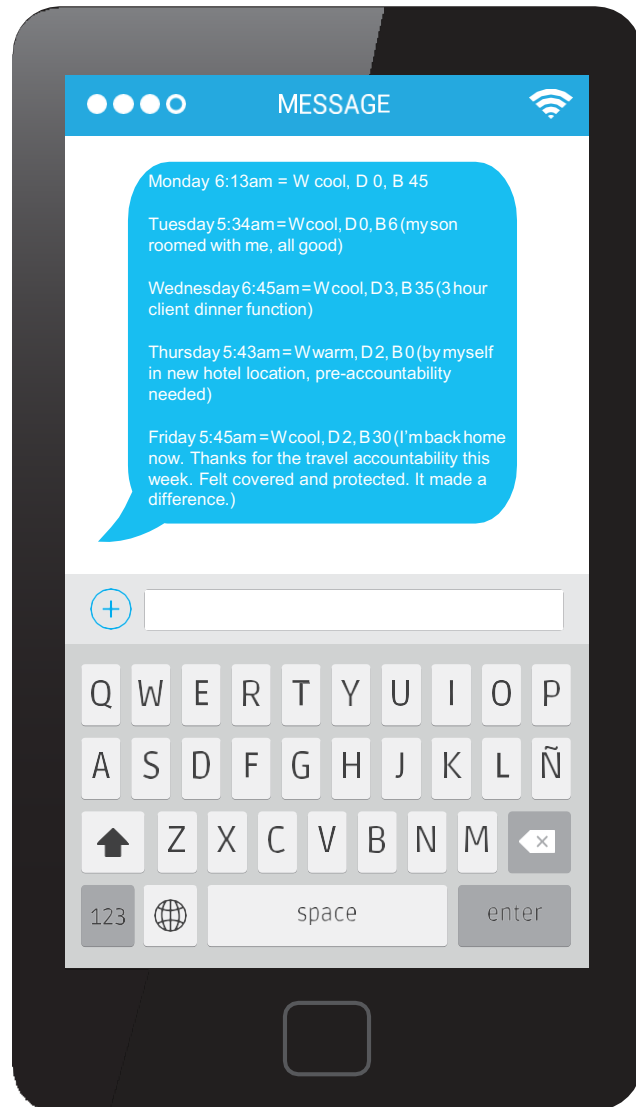 MESSAGE
Monday 6:13am = W cool, D 0, B 45
Tuesday 5:34am = W cool, D 0, B 6 (my son
roomed with me, all good)
Wednesday 6:45am = W cool, D 3, B 35 (3 hour
client dinner function)
Thursday 5:43am = W warm, D 2, B 0 (by myself
in new hotel location, pre-accountability
needed)
Friday 5:45am = W cool, D 2, B 30 (I'm back home
now. Thanks for the travel accountability this
week. Felt covered and protected. It made a
difference.)
Q W E R T Y U I O P
A S D F G H J K L Ñ
Z X C V B N M
123 space enter